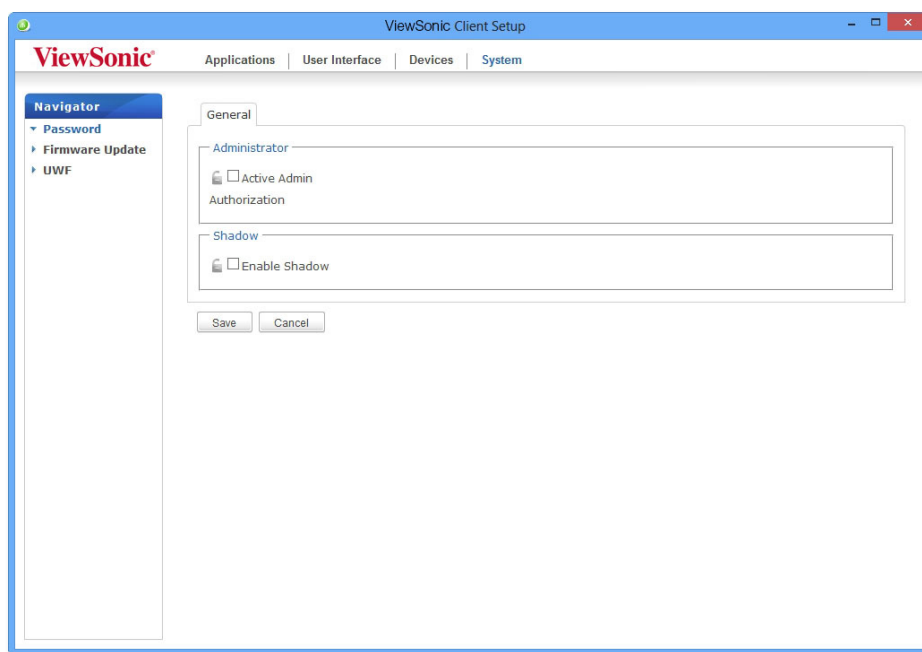 ViewSonic Client Setup
ViewSonic®
Applications | User Interface | Devices | System
Navigator
Password
Firmware Update
UWF
General
Administrator
Active Admin
Authorization
Shadow
Enable Shadow
Save Cancel